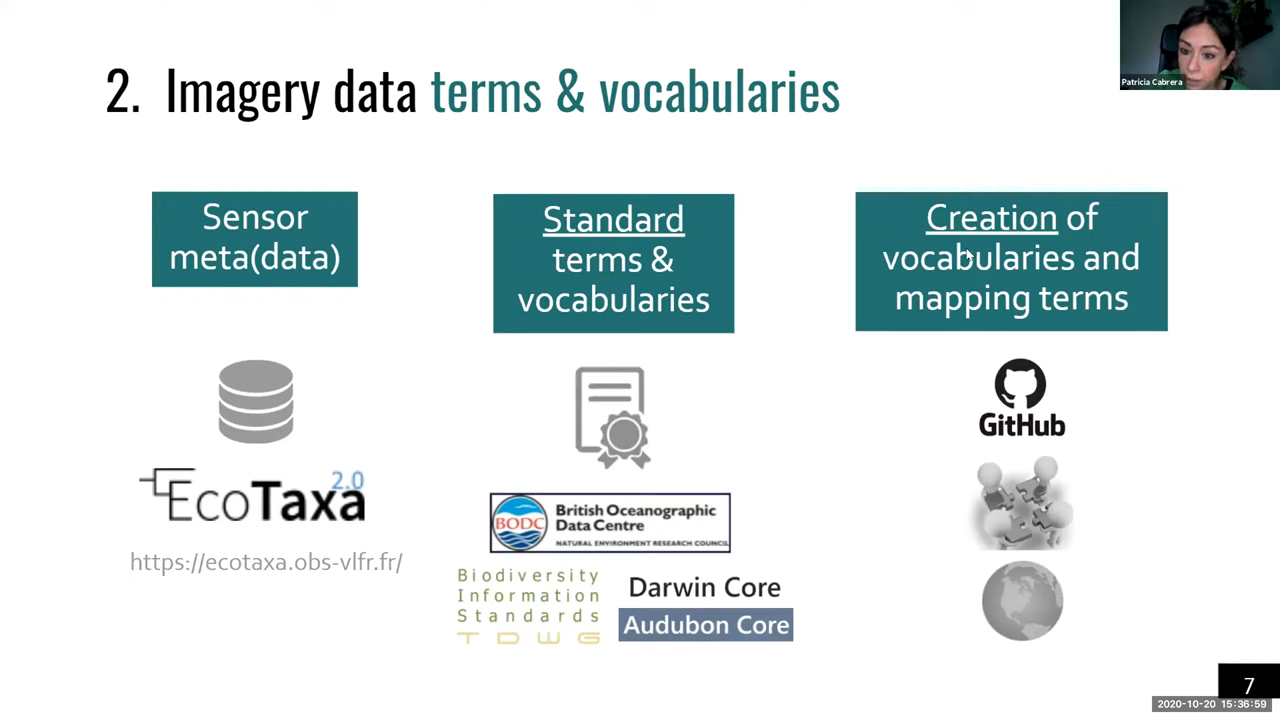 2. Imagery data terms & vocabularies
Patricia Cabrera
Sensor
meta(data)
EcoTaxa 2.0
https://ecotaxa.obs-vlfr.fr/
Standard
terms &
vocabularies
BODC
British Oceanographic
Data Centre
NATURAL ENVIRONMENT RESEARCH COUNCIL
Biodiversity
Information
Standards
TDWG
Darwin Core
Audubon Core
Creation of
vocabularies and
mapping terms
GitHub
7
2020-10-20 15:36:59